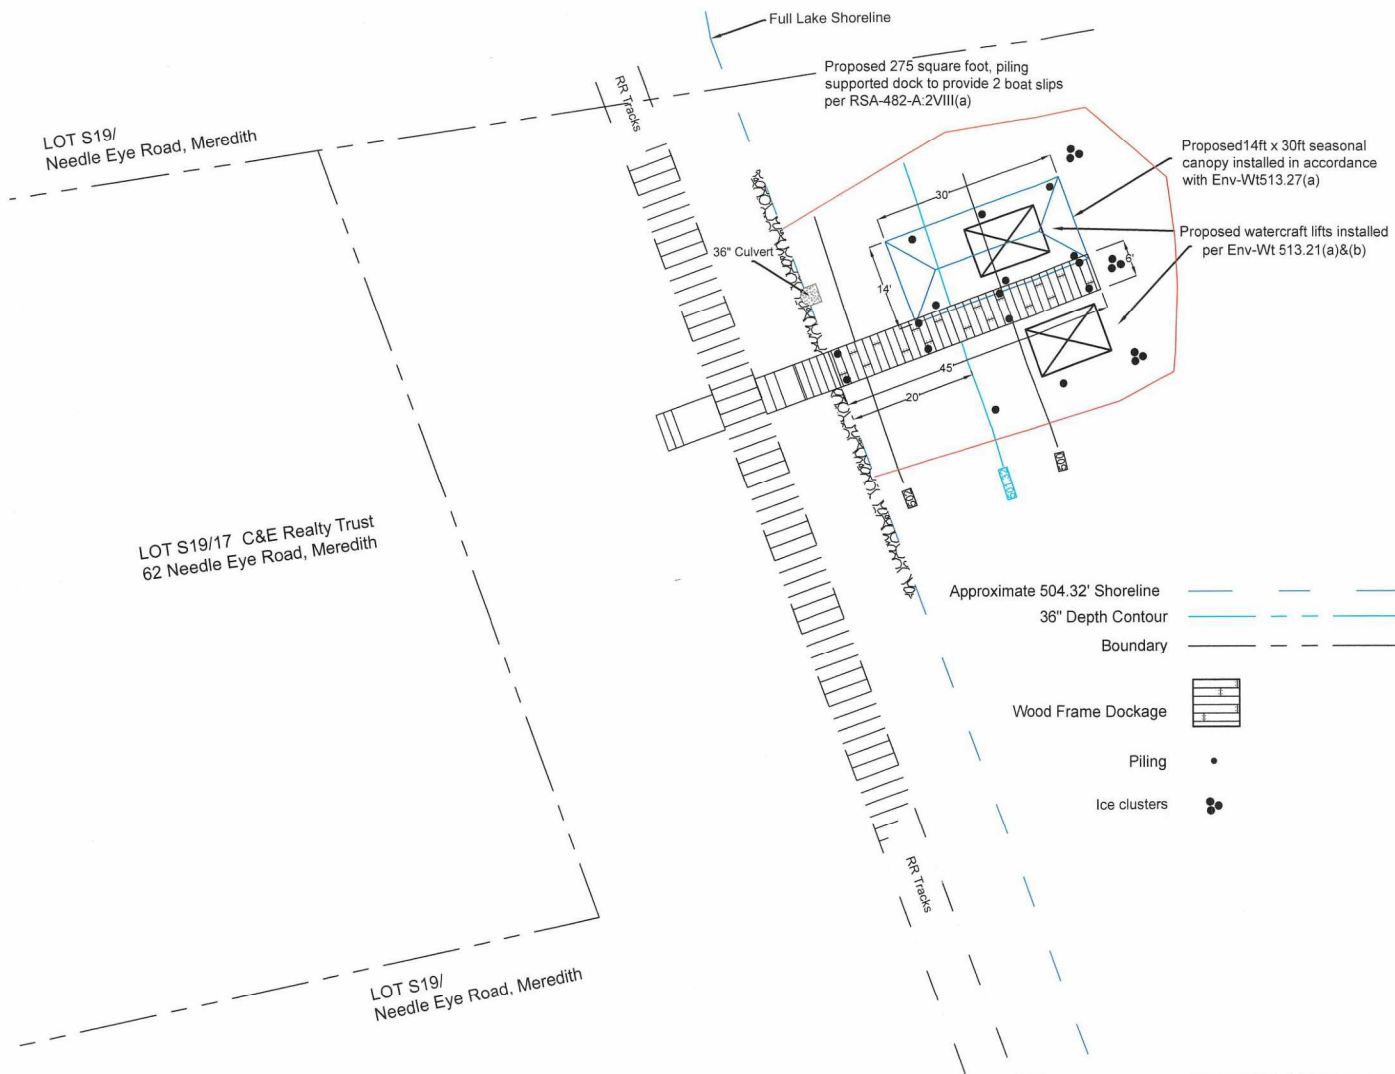 Full Lake Shoreline
Proposed 275 square foot, piling
supported dock to provide 2 boat slips
per RSA-482-A:2VIII(a)
RR Tracks
LOT S19/
Needle Eye Road, Meredith
Proposed14ft x 30ft seasonal
canopy installed in accordance
with Env-Wt513.27(a)
30'
Proposed watercraft lifts installed
per Env-Wt 513.21(a)&(b)
36" Culvert
6'
14'
45'
20'
600
501.32
502
LOT S19/17 C&E Realty Trust
62 Needle Eye Road, Meredith
Approximate 504.32' Shoreline
36" Depth Contour
Boundary
Wood Frame Dockage
Piling
Ice clusters
RR Tracks
LOT S19/
Needle Eye Road, Meredith